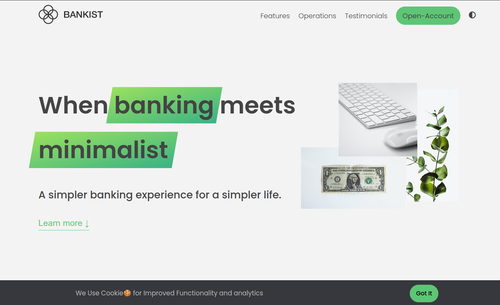 BANKIST
Features Operations Testimonials Open-Account
When banking meets
minimalist
A simpler banking experience for a simpler life.
Learn more ↓
We Use Cookie🍪 for Improved Functionality and analytics
Got It